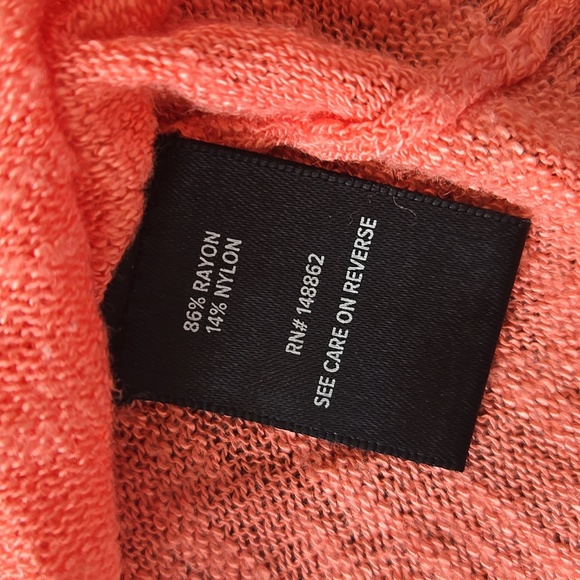 86% RAYON
14% NYLON
RN# 148862
SEE CARE ON REVERSE